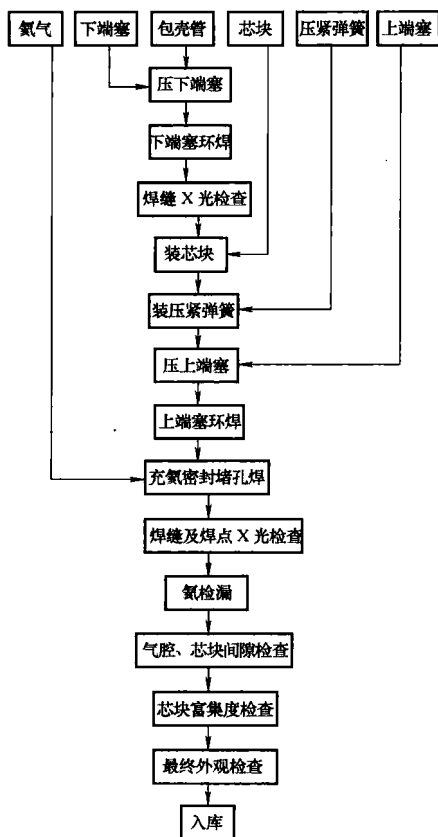 氦气 下端塞 包壳管 芯块 压紧弹簧 上端塞
压下端塞
下端塞环焊
焊缝 X 光检查
装芯块
装压紧弹簧
压上端塞
上端塞环焊
充氦密封堵孔焊
焊缝及焊点 X 光检查
氦检漏
气腔、芯块间隙检查
芯块富集度检查
最终外观检查
入库